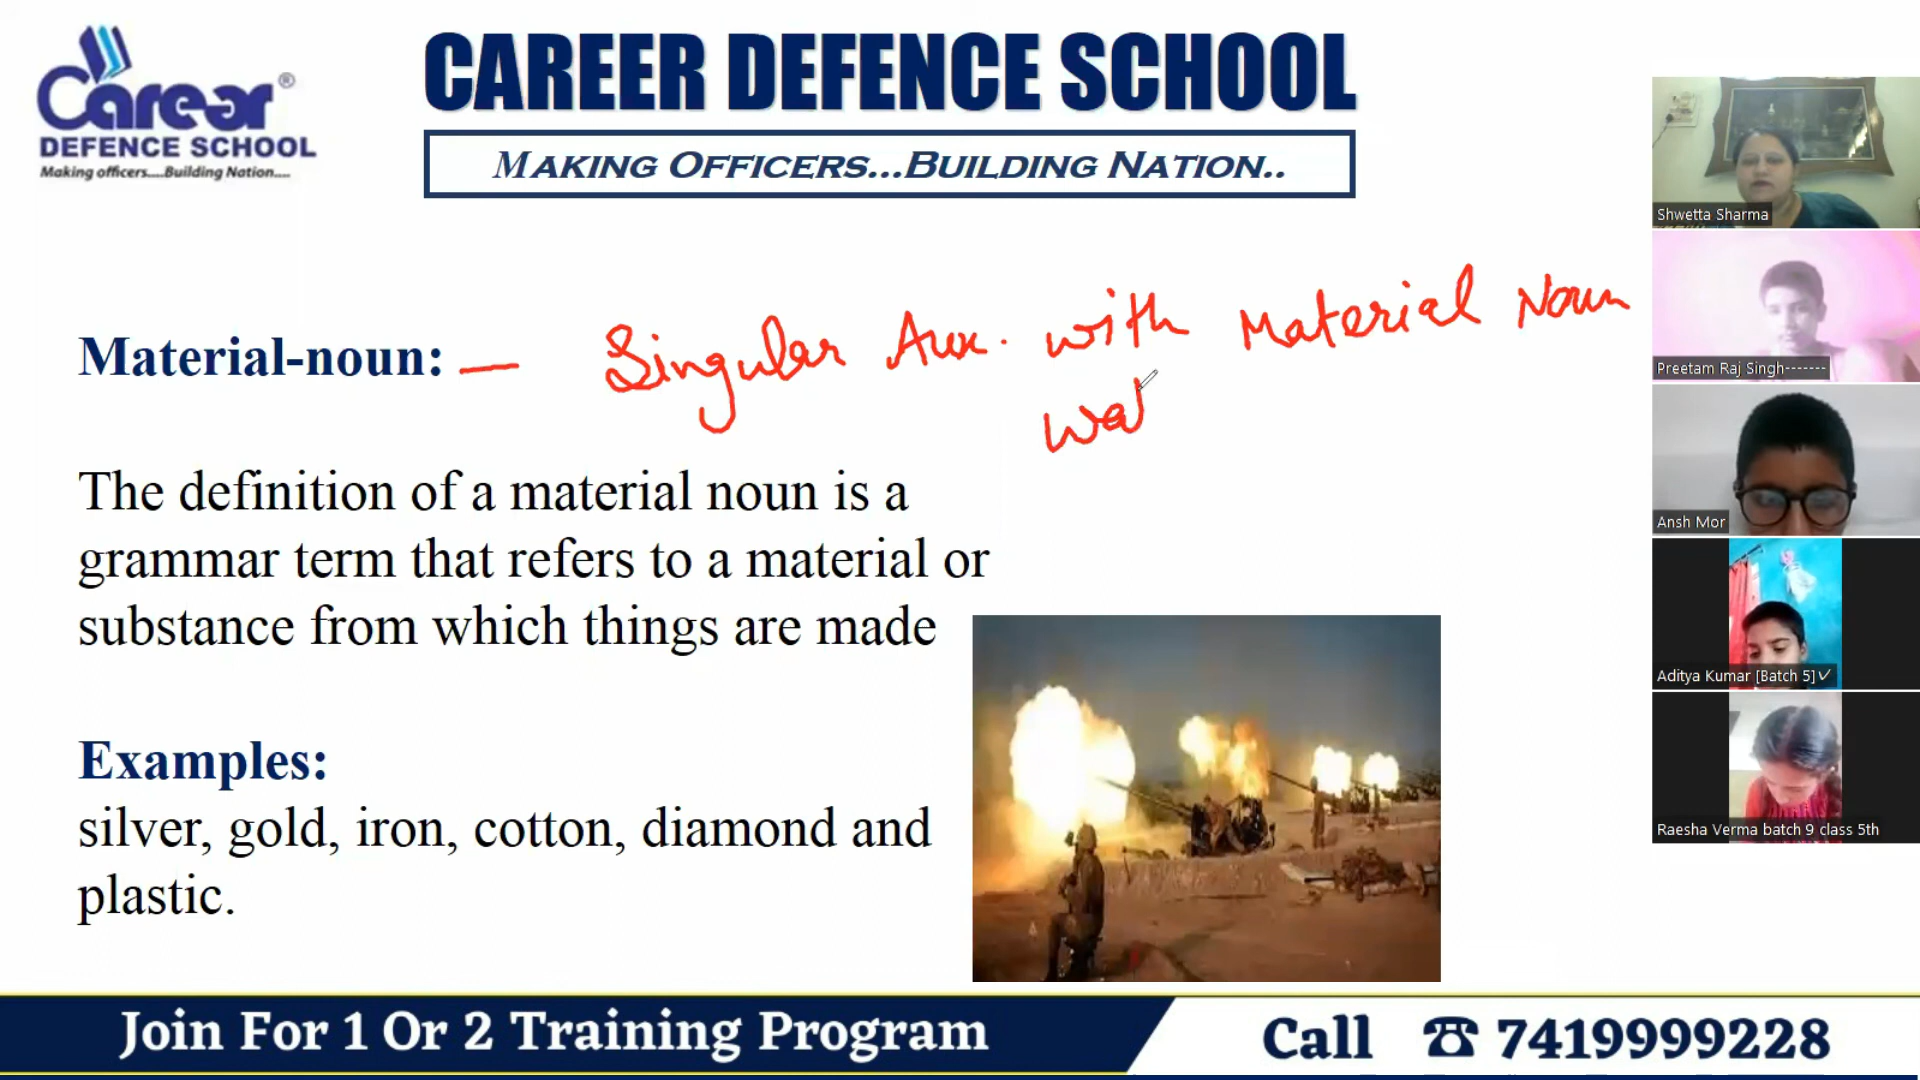 Carear®
DEFENCE SCHOOL
Making officers....Building Nation....
CAREER DEFENCE SCHOOL
MAKING OFFICERS...BUILDING NATION..
Material-noun: — Singular Aux. with Material Noun
wat
The definition of a material noun is a
grammar term that refers to a material or
substance from which things are made
Examples:
silver, gold, iron, cotton, diamond and
plastic.
Shwetta Sharma
Preetam Raj Singh-------
Ansh Mor
Aditya Kumar [Batch 5]✓
Raesha Verma batch 9 class 5th
Join For 1 Or 2 Training Program
Call ☎ 7419999228